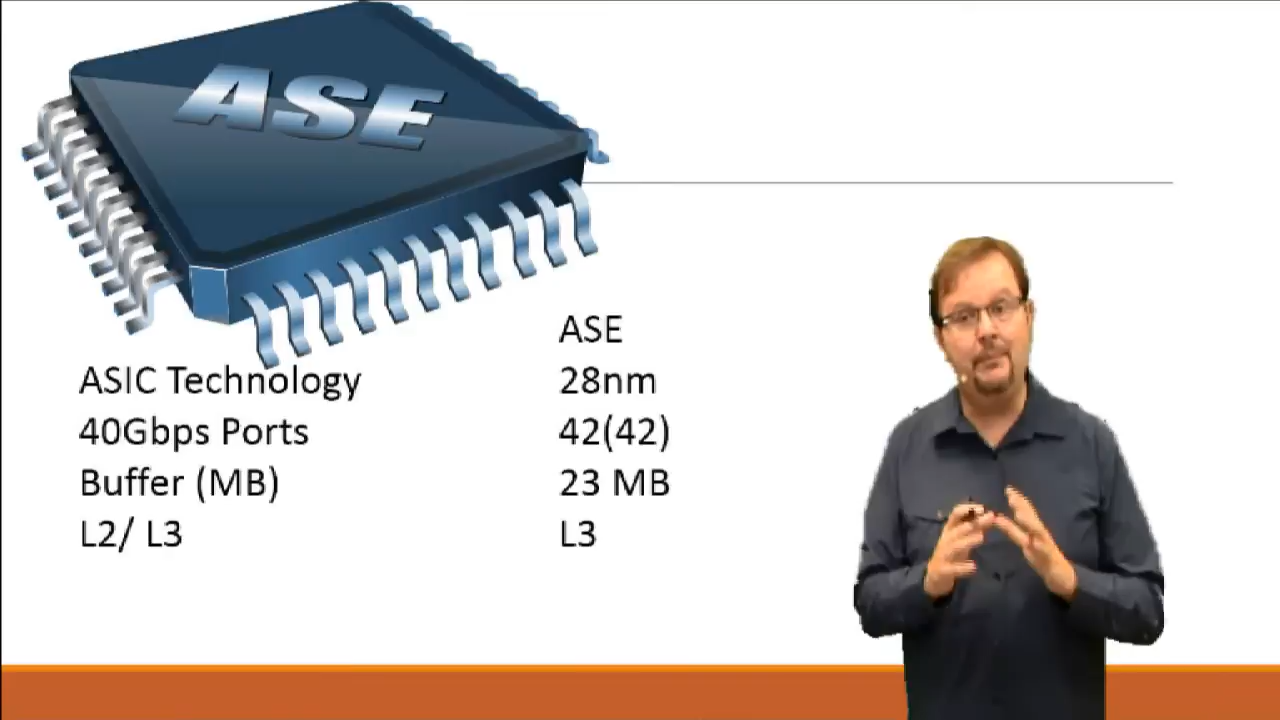 ASE
ASE
ASIC Technology 28nm
40Gbps Ports 42(42)
Buffer (MB) 23 MB
L2/ L3 L3